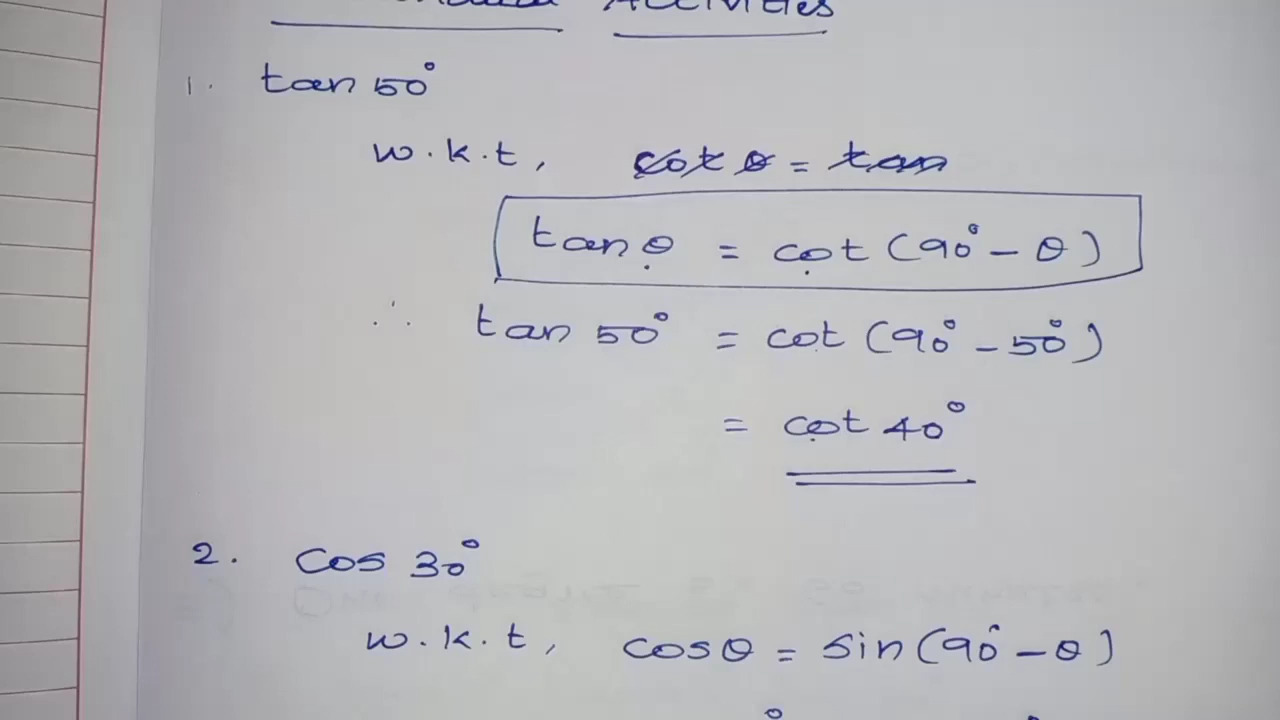 Activities
1. tan 50°
w.k.t, cot θ = tan
tan θ = cot (90° – θ)
∴ tan 50° = cot (90° – 50°)
= cot 40°
2. Cos 30°
w.k.t, cos θ = sin (90° – θ)